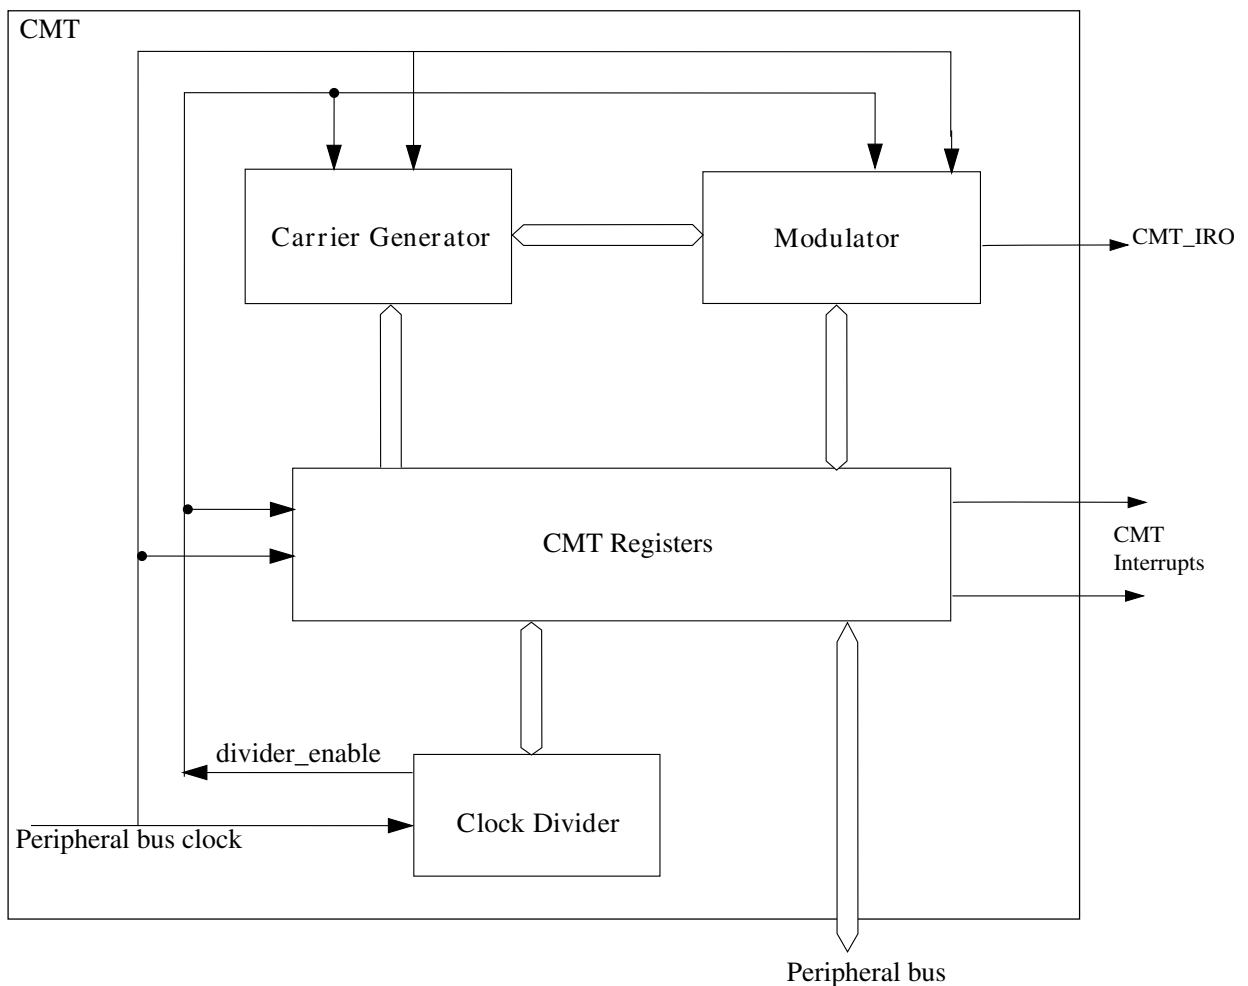 CMT
Carrier Generator
Modulator
CMT_IRO
CMT Registers
CMT
Interrupts
divider_enable
Clock Divider
Peripheral bus clock
Peripheral bus